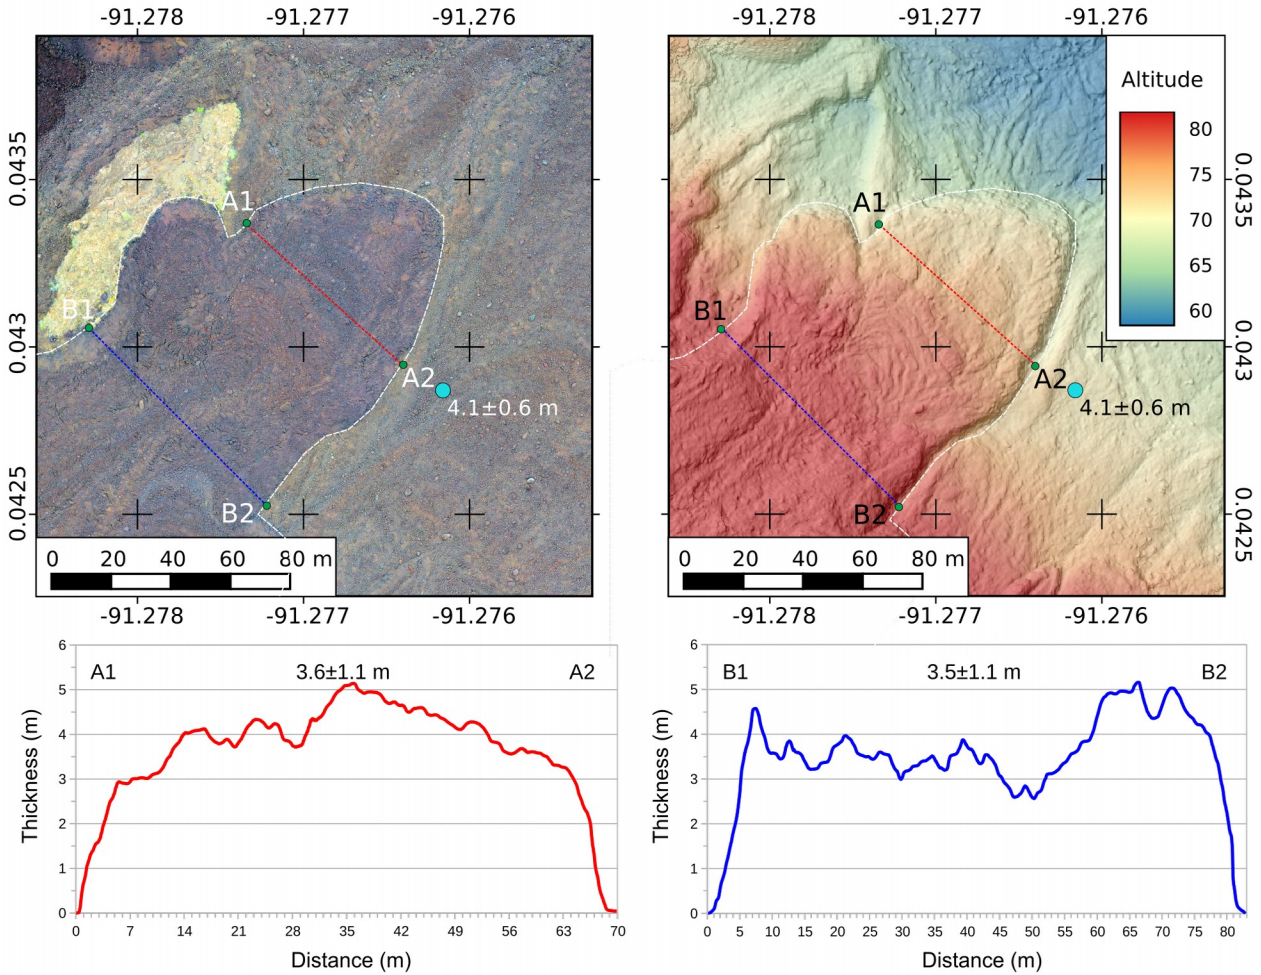 -91.278 -91.277 -91.276
-91.278 -91.277 -91.276
0.0435
0.043
0.0425
A1
B1
A2
4.1±0.6 m
B2
0 20 40 60 80 m
-91.278 -91.277 -91.276
Altitude
80
75
70
65
60
A1
B1
A2
4.1±0.6 m
B2
0 20 40 60 80 m
0.0435
0.043
0.0425
-91.278 -91.277 -91.276
A1 3.6±1.1 m A2
Thickness (m)
6
5
4
3
2
1
0
0 7 14 21 28 35 42 49 56 63 70
Distance (m)
B1 3.5±1.1 m B2
Thickness (m)
6
5
4
3
2
1
0
0 5 10 15 20 25 30 35 40 45 50 55 60 65 70 75 80
Distance (m)